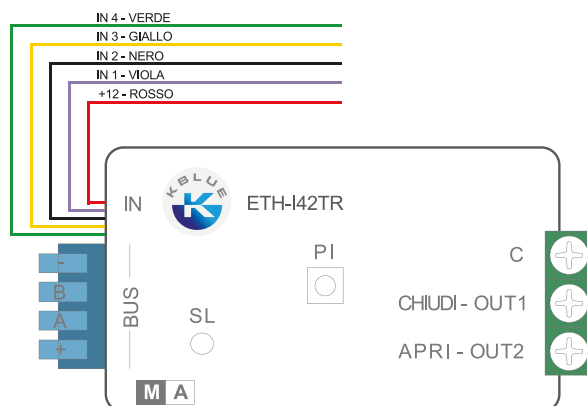 IN 4 - VERDE
IN 3 - GIALLO
IN 2 - NERO
IN 1 - VIOLA
+12 - ROSSO
IN
KBLUE
K
ETH-I42TR
-
B
A
+
BUS
SL
PI
C
CHIUDI - OUT1
APRI - OUT2
M A